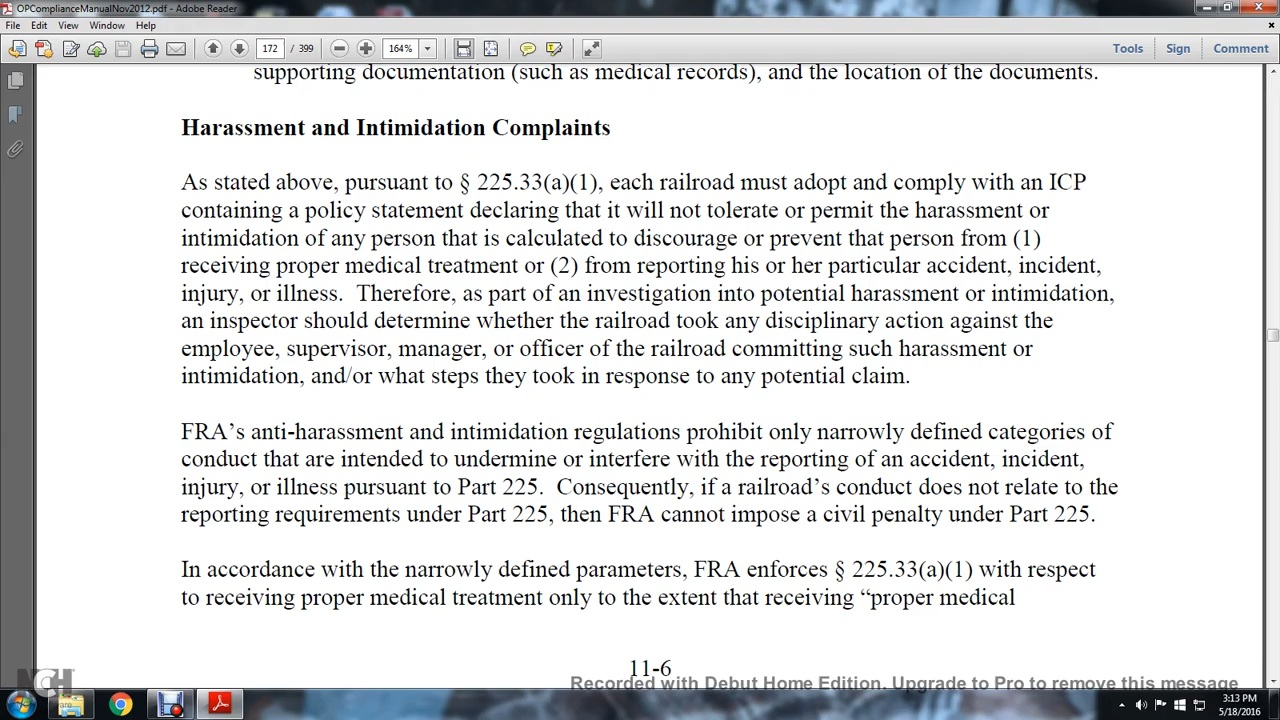 OPComplianceManualNov2012.pdf - Adobe Reader
File Edit View Window Help
172 / 399 164% Tools Sign Comment
supporting documentation (such as medical records), and the location of the documents.
Harassment and Intimidation Complaints
As stated above, pursuant to § 225.33(a)(1), each railroad must adopt and comply with an ICP
containing a policy statement declaring that it will not tolerate or permit the harassment or
intimidation of any person that is calculated to discourage or prevent that person from (1)
receiving proper medical treatment or (2) from reporting his or her particular accident, incident,
injury, or illness. Therefore, as part of an investigation into potential harassment or intimidation,
an inspector should determine whether the railroad took any disciplinary action against the
employee, supervisor, manager, or officer of the railroad committing such harassment or
intimidation, and/or what steps they took in response to any potential claim.
FRA's anti-harassment and intimidation regulations prohibit only narrowly defined categories of
conduct that are intended to undermine or interfere with the reporting of an accident, incident,
injury, or illness pursuant to Part 225. Consequently, if a railroad's conduct does not relate to the
reporting requirements under Part 225, then FRA cannot impose a civil penalty under Part 225.
In accordance with the narrowly defined parameters, FRA enforces § 225.33(a)(1) with respect
to receiving proper medical treatment only to the extent that receiving “proper medical
11-6
NCH
Recorded with Debut Home Edition. Upgrade to Pro to remove this message
3:13 PM
5/18/2016